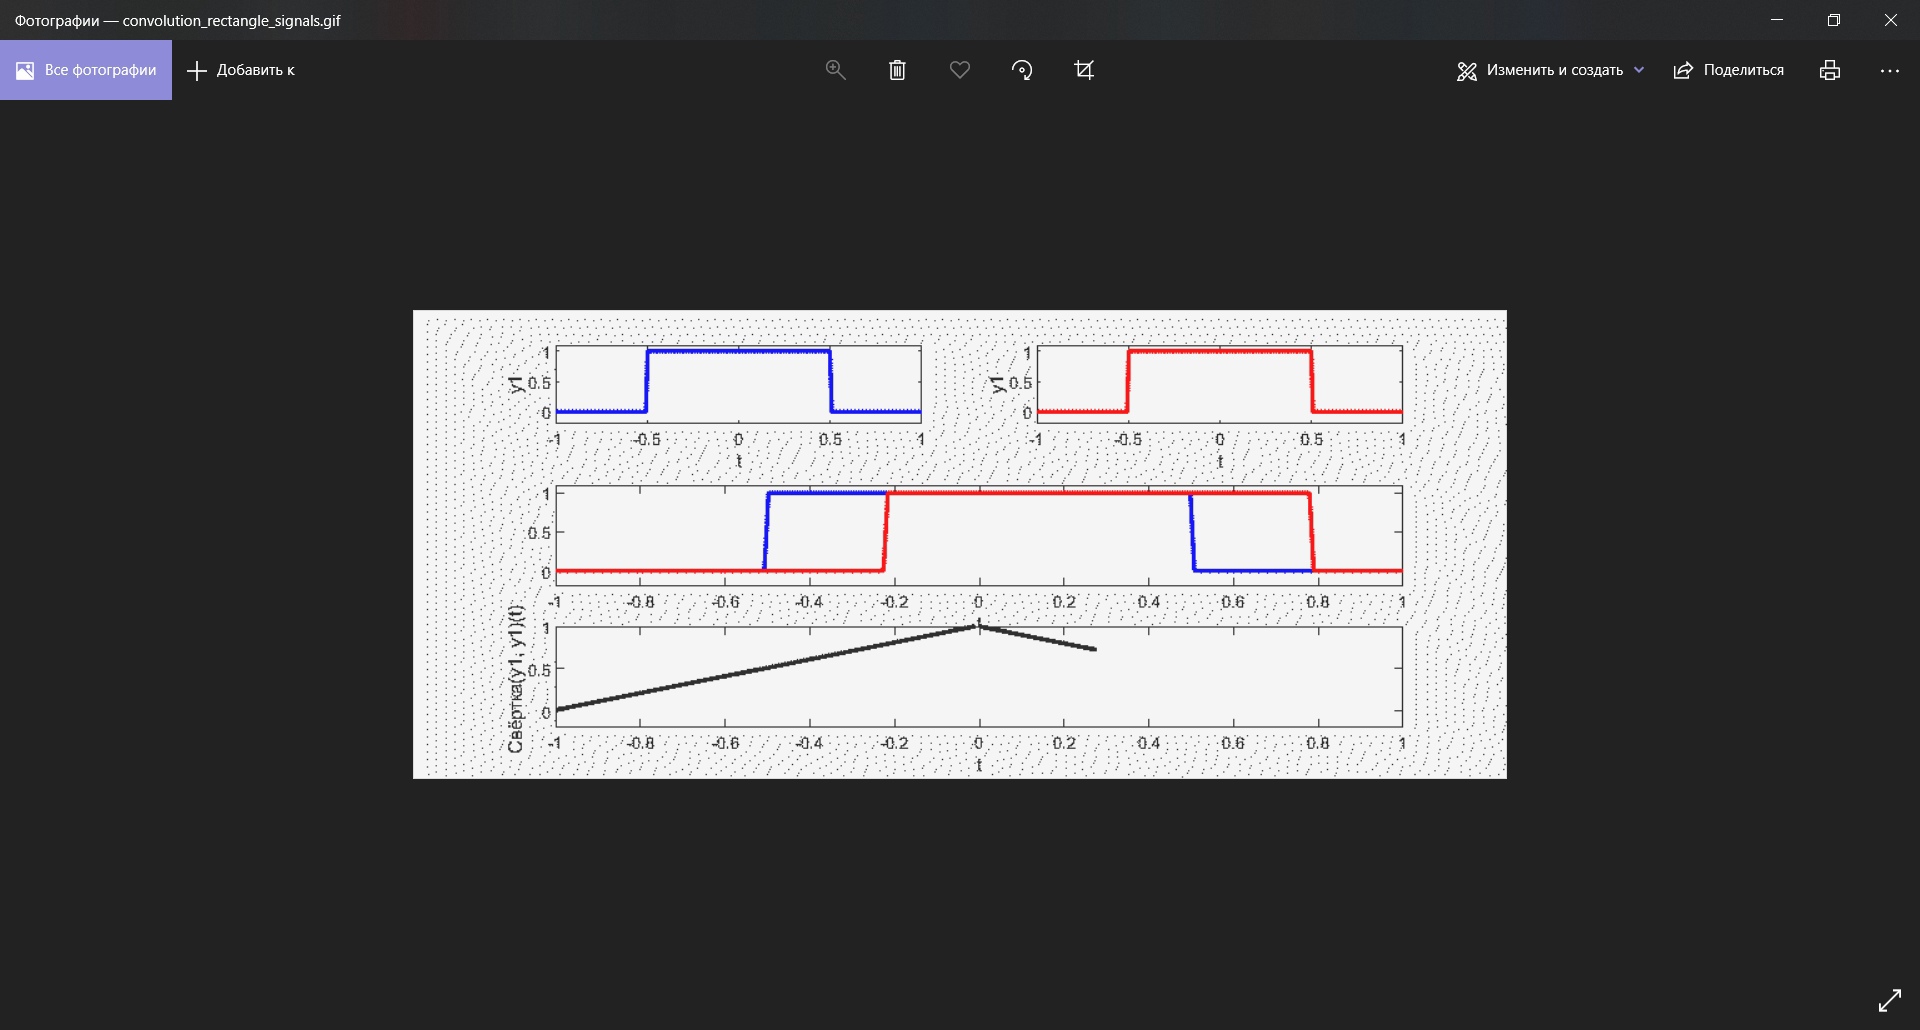 Фотографии — convolution_rectangle_signals.gif
Все фотографии
Добавить к
Изменить и создать
Поделиться
1
0.5
0
y1
-1 -0.5 0 0.5 1
t
1
0.5
0
y1
-1 -0.5 0 0.5 1
t
1
0.5
0
-1 -0.8 -0.6 -0.4 -0.2 0 0.2 0.4 0.6 0.8 1
t
1
0.5
0
Свёртка(y1, y1)(t)
-1 -0.8 -0.6 -0.4 -0.2 0 0.2 0.4 0.6 0.8 1
t